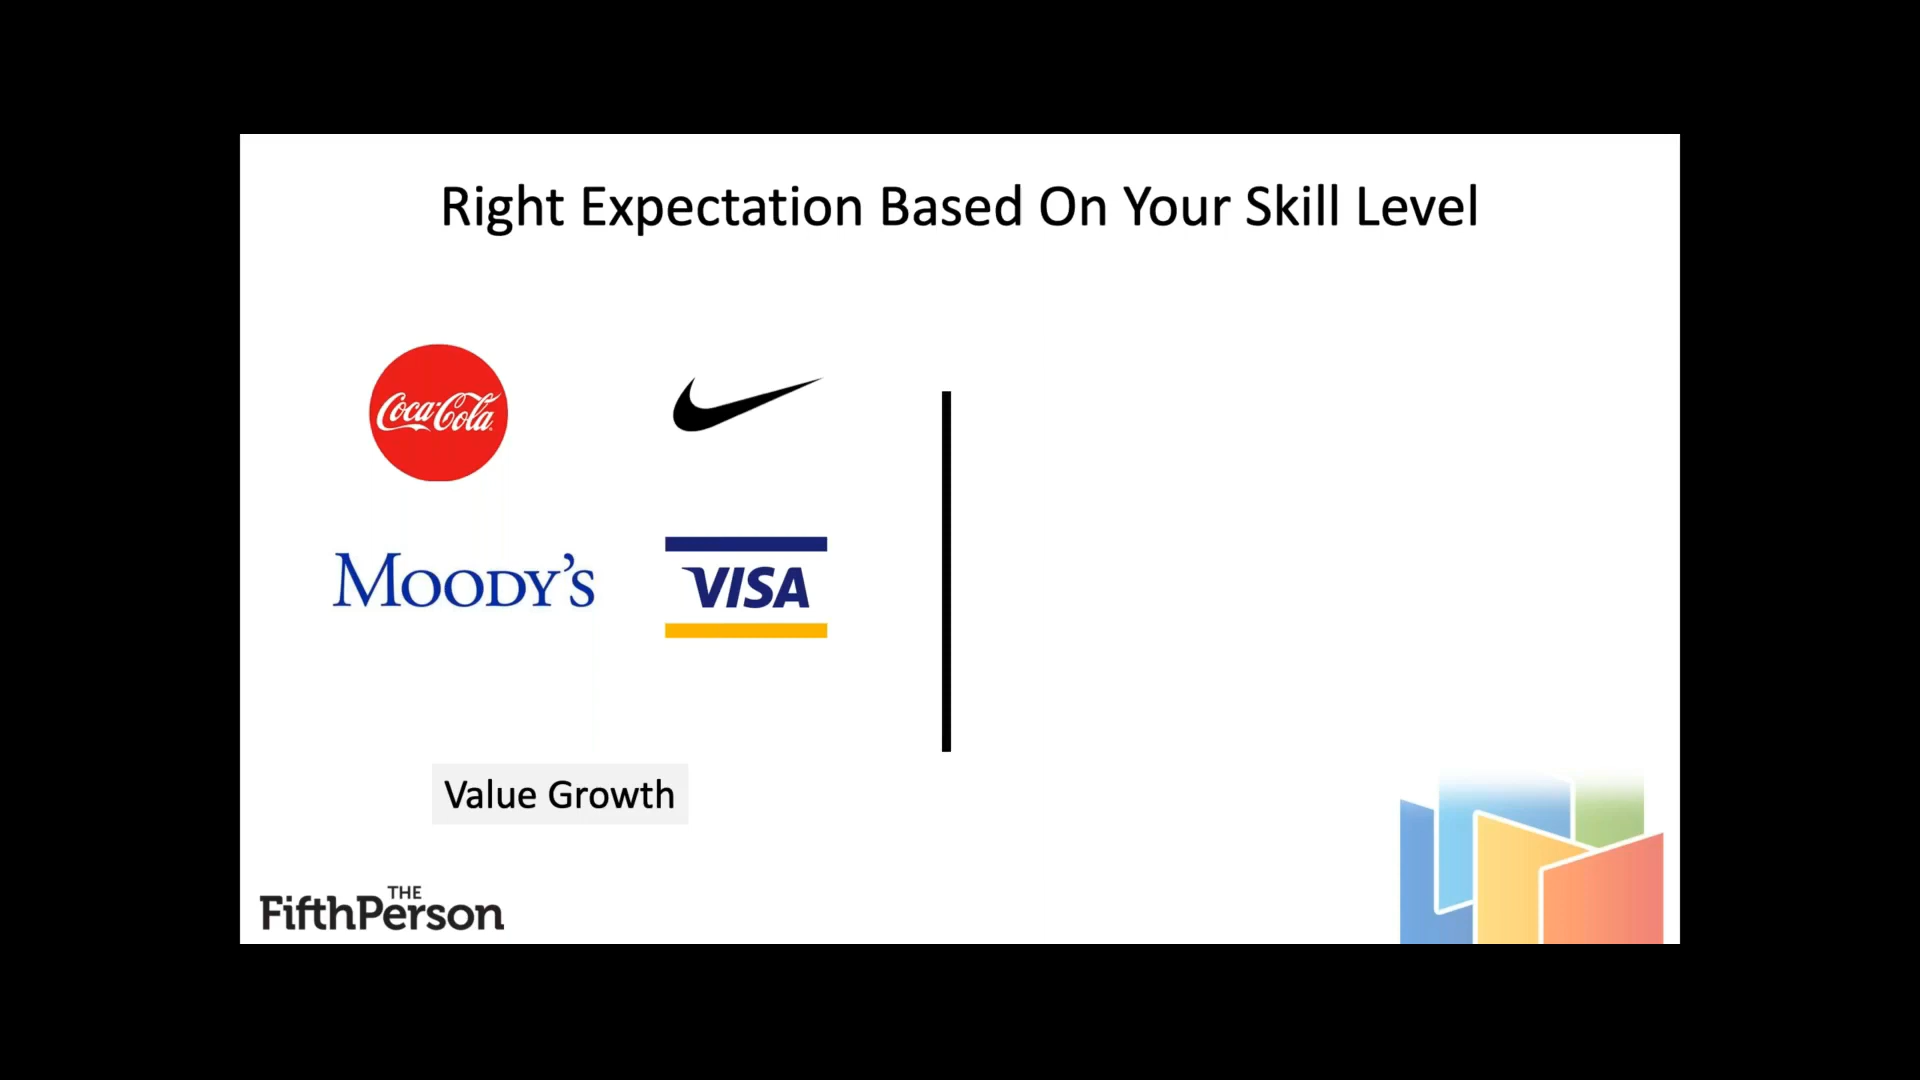 Right Expectation Based On Your Skill Level
Coca-Cola
MOODY'S
VISA
Value Growth
THE
FifthPerson